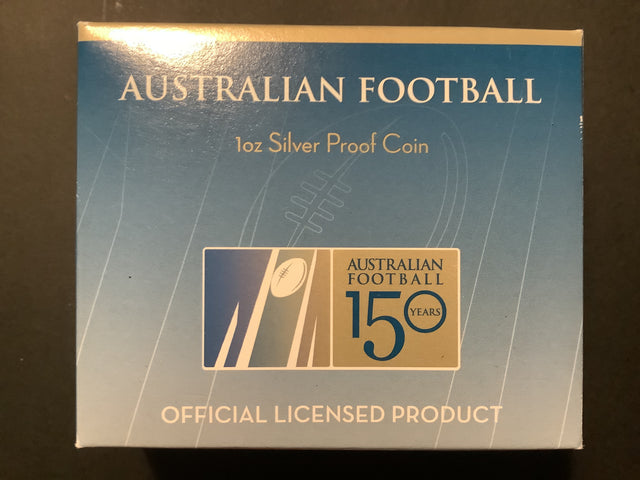 AUSTRALIAN FOOTBALL
1oz Silver Proof Coin
AUSTRALIAN
FOOTBALL
150
YEARS
OFFICIAL LICENSED PRODUCT